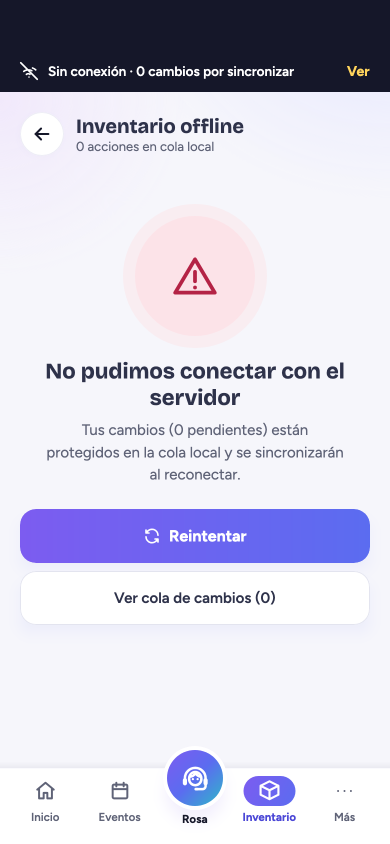 Sin conexión · 0 cambios por sincronizar
Ver
Inventario offline
0 acciones en cola local
No pudimos conectar con el
servidor
Tus cambios (0 pendientes) están
protegidos en la cola local y se sincronizarán
al reconectar.
Reintentar
Ver cola de cambios (0)
Inicio
Eventos
Rosa
Inventario
Más